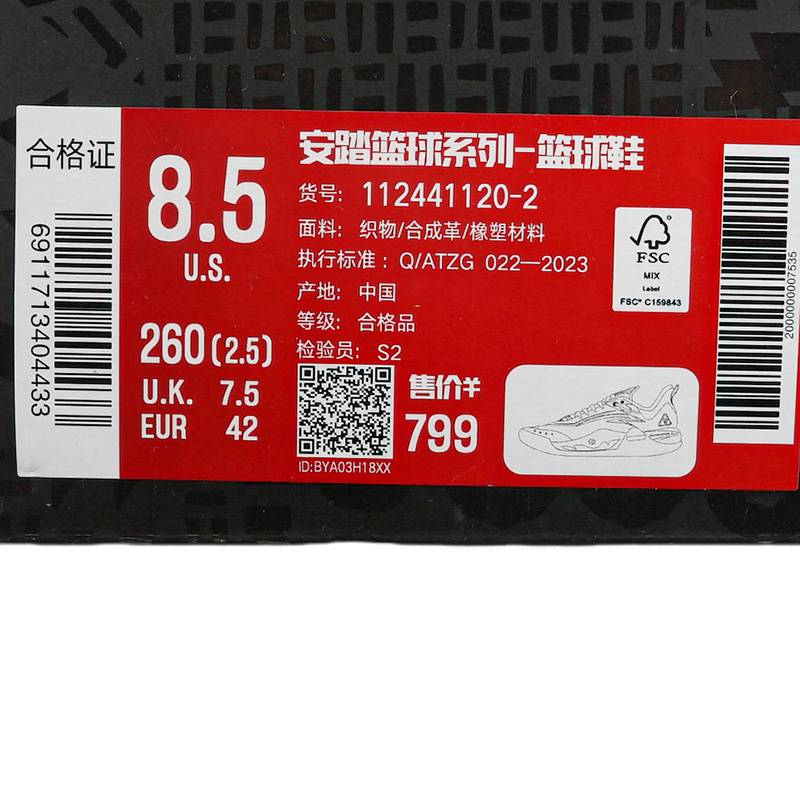 合格证
6911713404433
8.5
U.S.
260(2.5)
U.K. 7.5
EUR 42
安踏篮球系列-篮球鞋
货号: 112441120-2
面料: 织物/合成革/橡塑材料
执行标准: Q/ATZG 022—2023
产地: 中国
等级: 合格品
检验员: S2
ID:BYA03H18XX
售价¥
799
FSC
MIX
Label
FSC® C159843
2000000007535